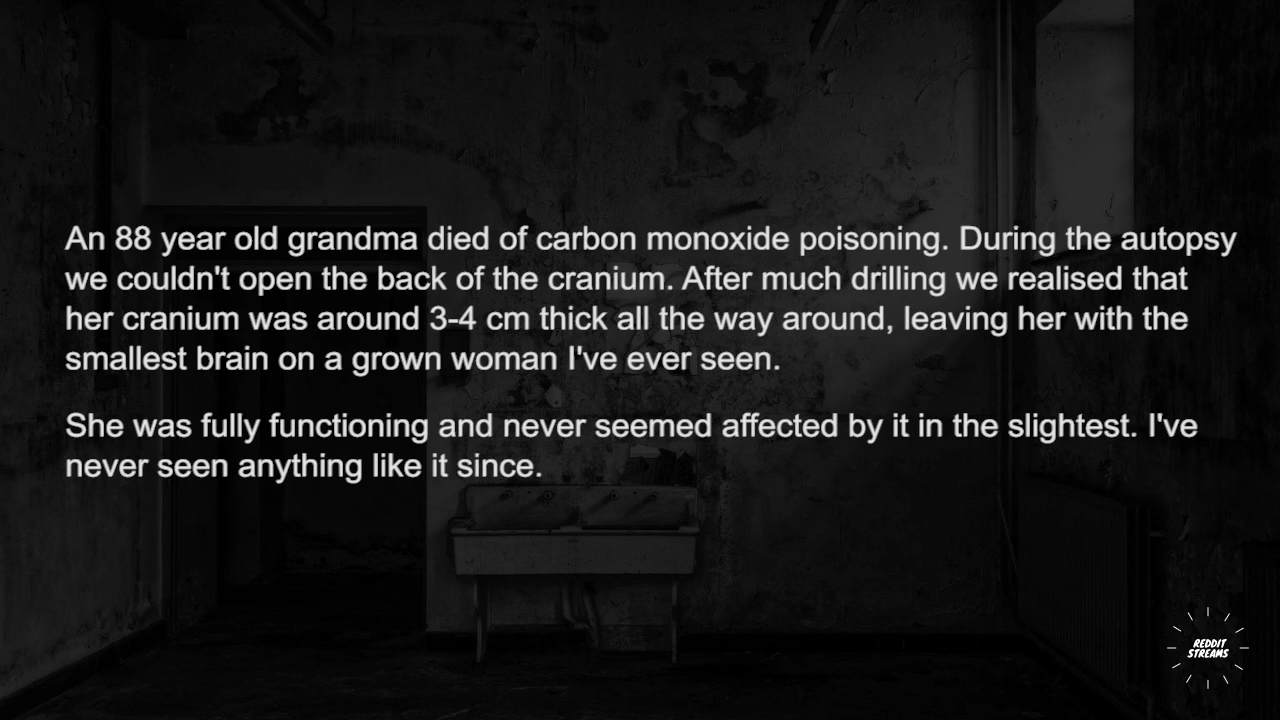 An 88 year old grandma died of carbon monoxide poisoning. During the autopsy
we couldn't open the back of the cranium. After much drilling we realised that
her cranium was around 3-4 cm thick all the way around, leaving her with the
smallest brain on a grown woman I've ever seen.
She was fully functioning and never seemed affected by it in the slightest. I've
never seen anything like it since.
REDDIT
STREAMS